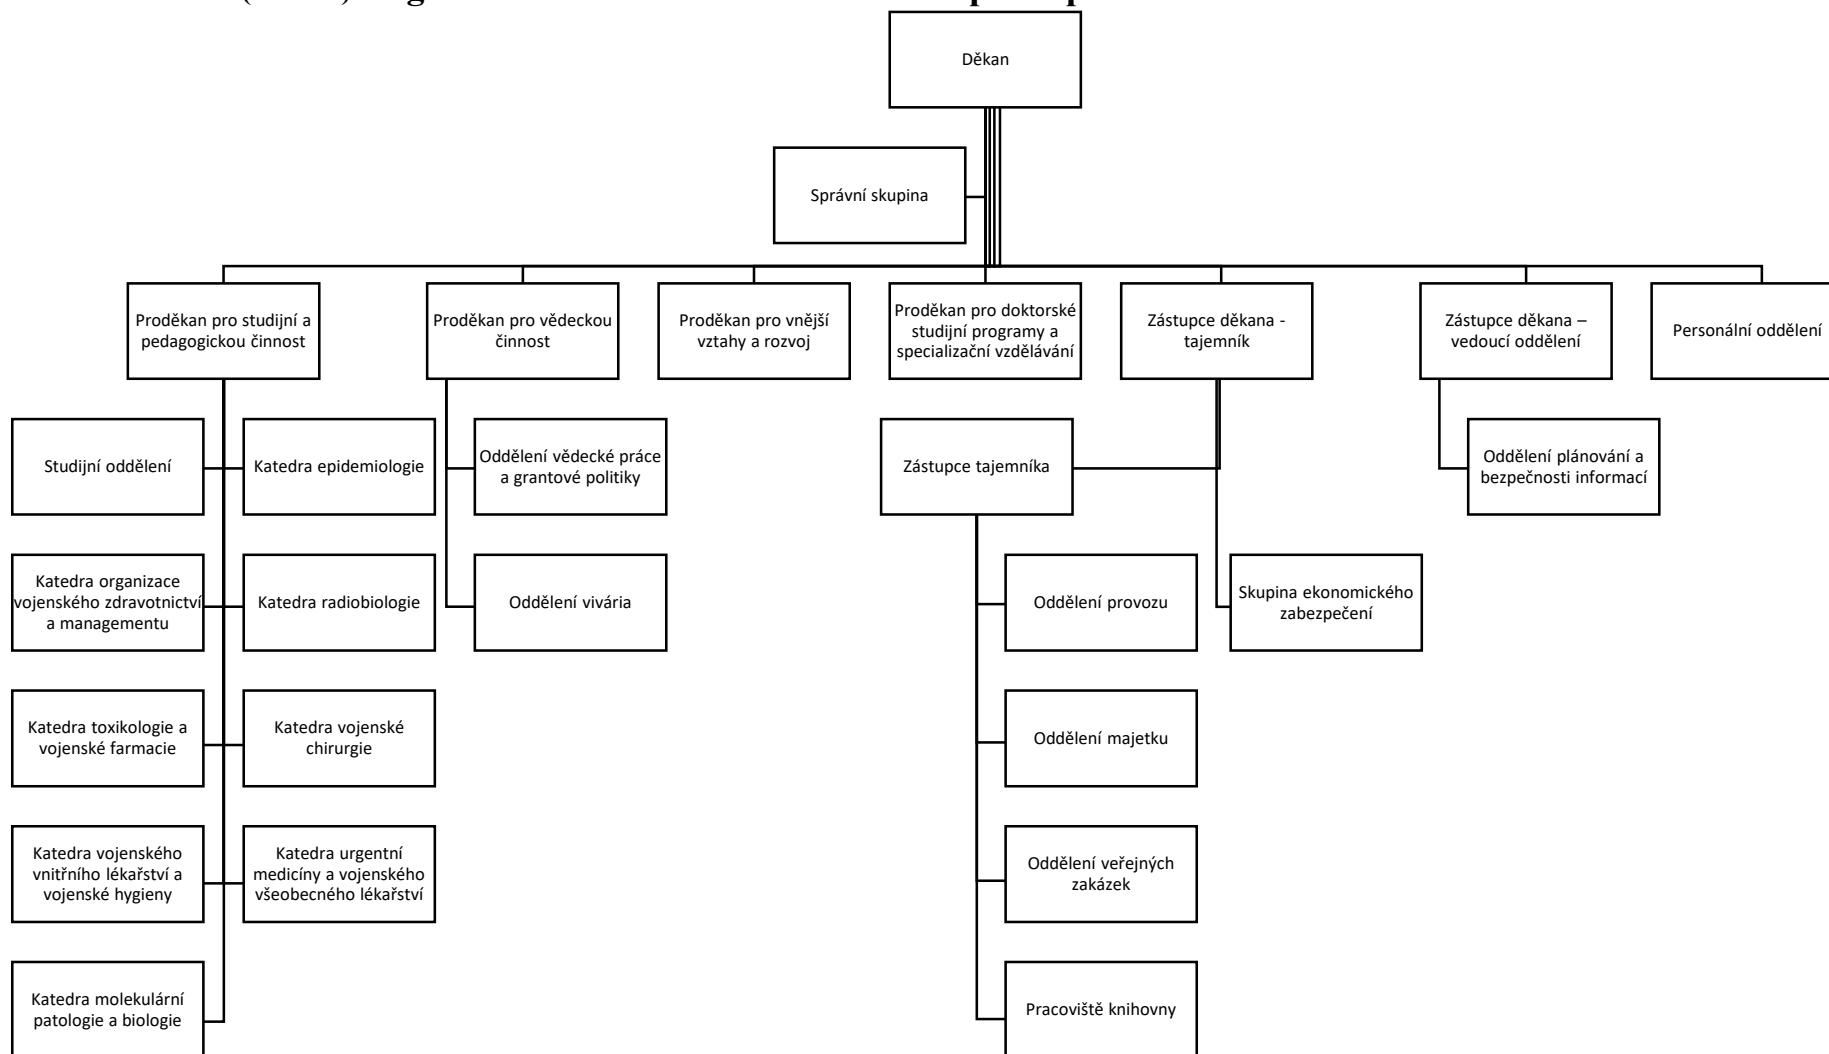 Děkan
Správní skupina
Proděkan pro studijní a
pedagogickou činnost
Proděkan pro vědeckou
činnost
Proděkan pro vnější
vztahy a rozvoj
Proděkan pro doktorské
studijní programy a
specializační vzdělávání
Zástupce děkana -
tajemník
Zástupce děkana –
vedoucí oddělení
Personální oddělení
Studijní oddělení
Katedra epidemiologie
Oddělení vědecké práce
a grantové politiky
Zástupce tajemníka
Oddělení plánování a
bezpečnosti informací
Katedra organizace
vojenského zdravotnictví
a managementu
Katedra radiobiologie
Oddělení vivária
Oddělení provozu
Skupina ekonomického
zabezpečení
Katedra toxikologie a
vojenské farmacie
Katedra vojenské
chirurgie
Oddělení majetku
Katedra vojenského
vnitřního lékařství a
vojenské hygieny
Katedra urgentní
medicíny a vojenského
všeobecného lékařství
Oddělení veřejných
zakázek
Katedra molekulární
patologie a biologie
Pracoviště knihovny